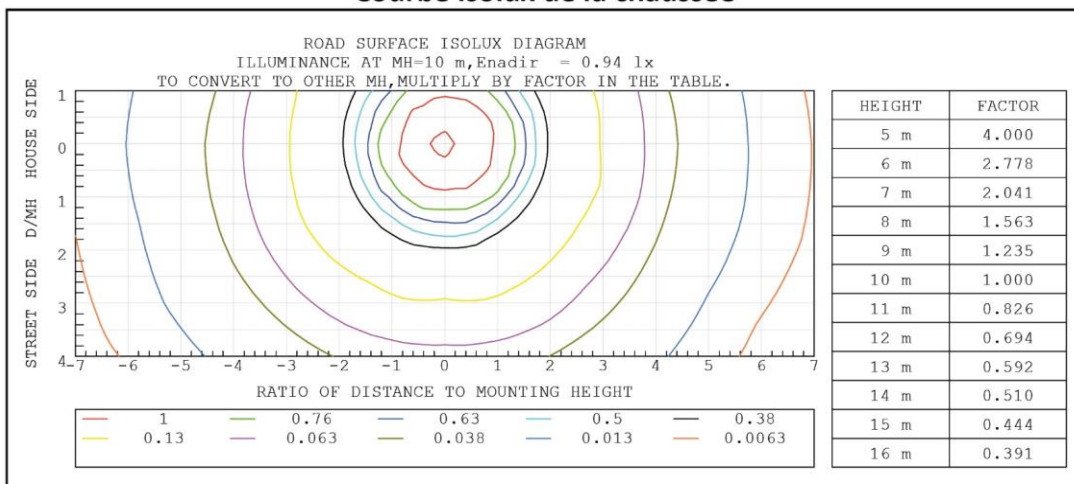 ROAD SURFACE ISOLUX DIAGRAM
ILLUMINANCE AT MH=10 m,Enadir = 0.94 lx
TO CONVERT TO OTHER MH,MULTIPLY BY FACTOR IN THE TABLE.
STREET SIDE D/MH HOUSE SIDE
1
0
1
2
3
4
-7 -6 -5 -4 -3 -2 -1 0 1 2 3 4 5 6 7
RATIO OF DISTANCE TO MOUNTING HEIGHT
1 0.76 0.63 0.5 0.38
0.13 0.063 0.038 0.013 0.0063
HEIGHT FACTOR
5 m 4.000
6 m 2.778
7 m 2.041
8 m 1.563
9 m 1.235
10 m 1.000
11 m 0.826
12 m 0.694
13 m 0.592
14 m 0.510
15 m 0.444
16 m 0.391